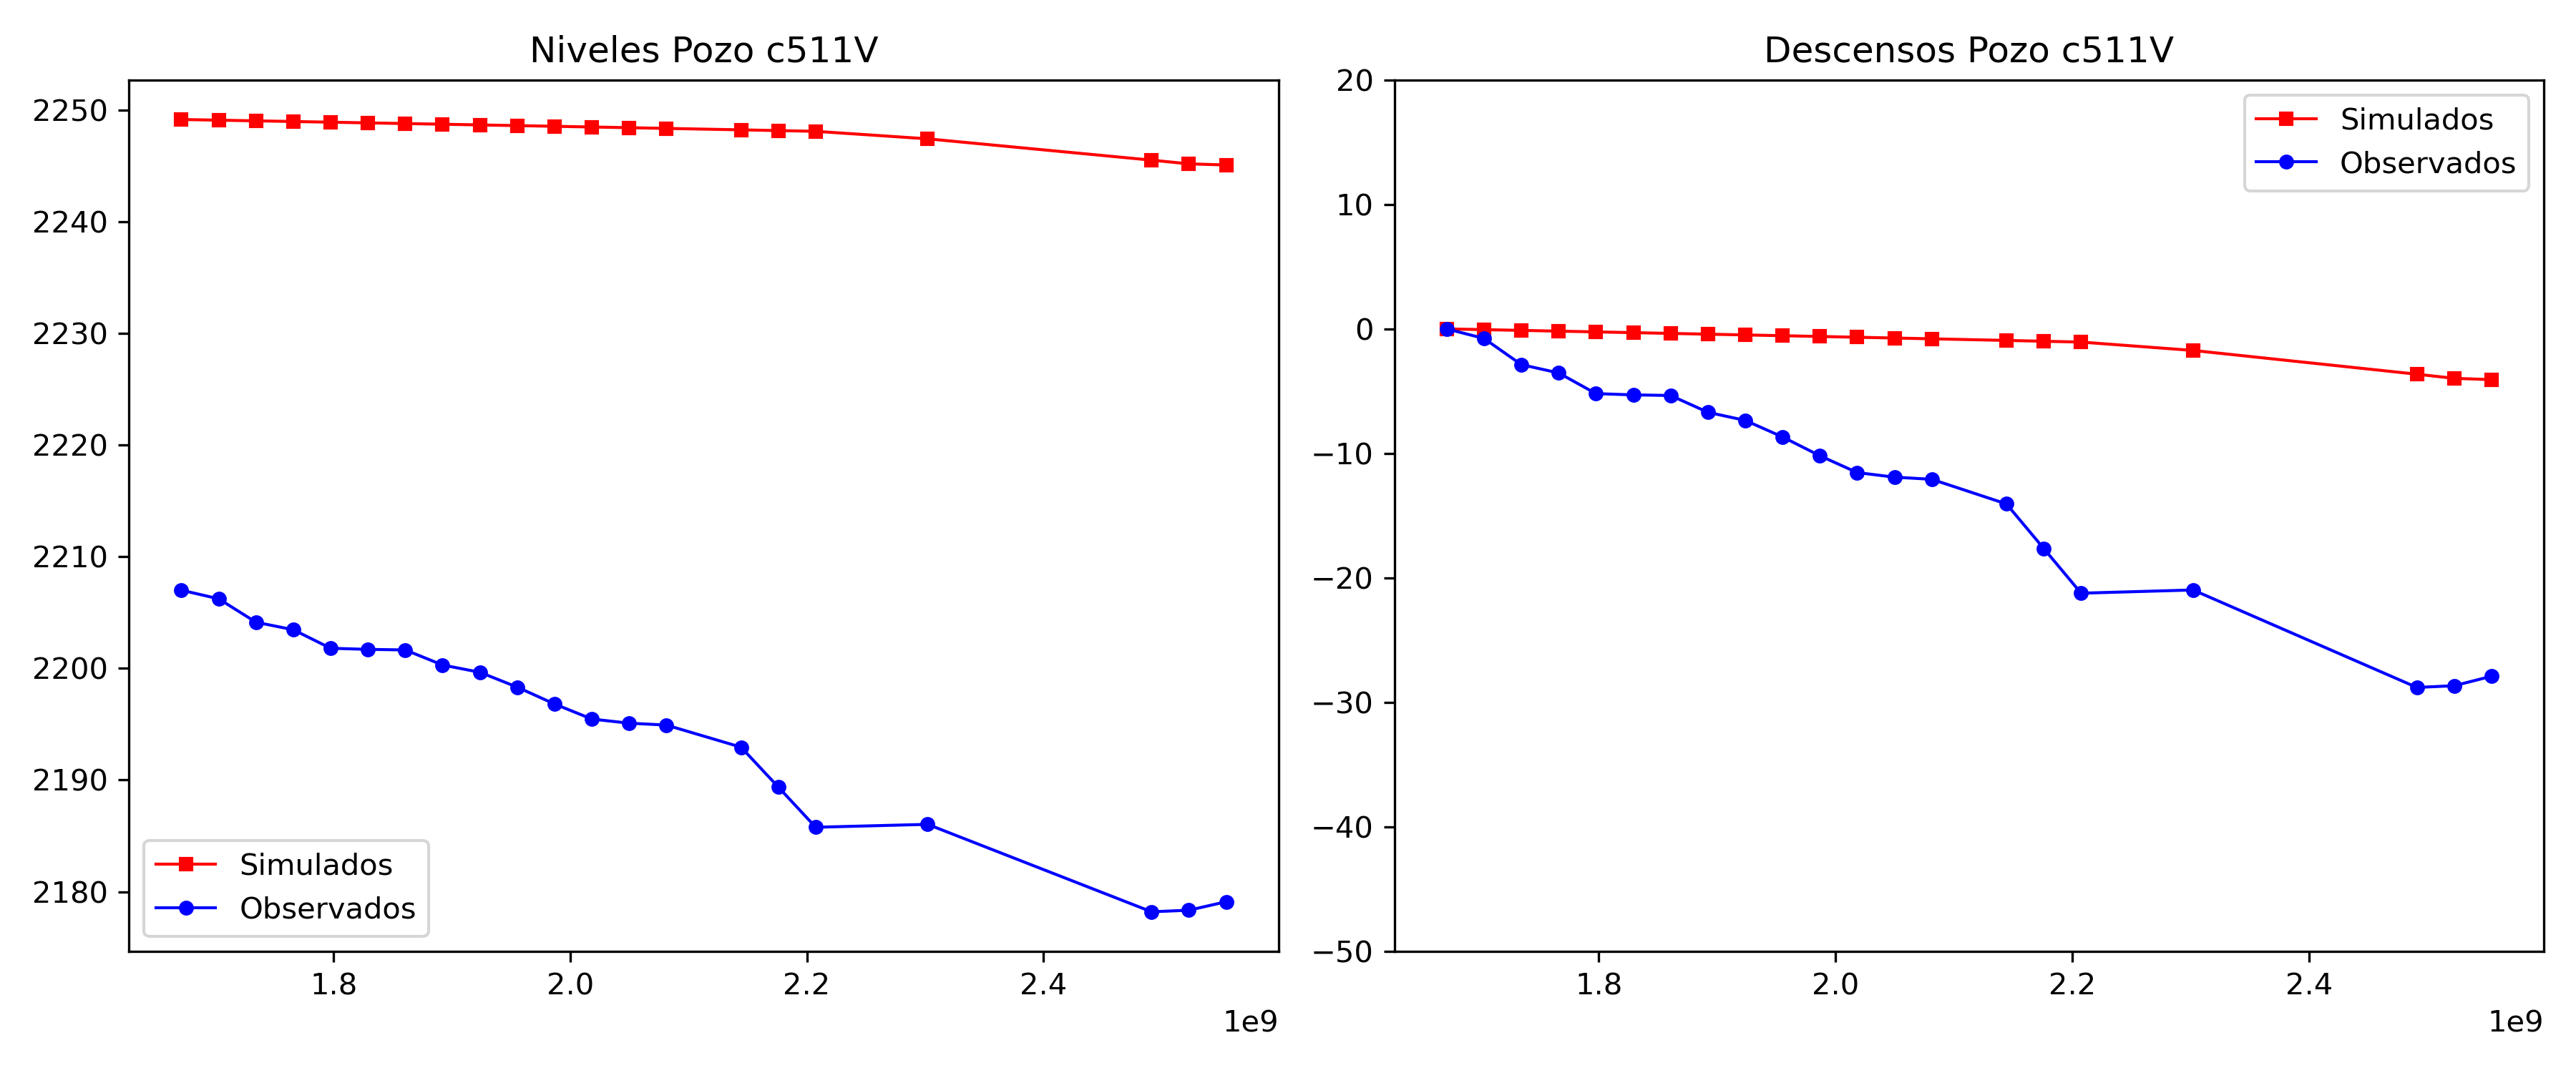 Niveles Pozo c511V
2250
2240
2230
2220
2210
2200
2190
2180
Simulados
Observados
1.8 2.0 2.2 2.4
1e9
Descensos Pozo c511V
20
10
0
−10
−20
−30
−40
−50
Simulados
Observados
1.8 2.0 2.2 2.4
1e9